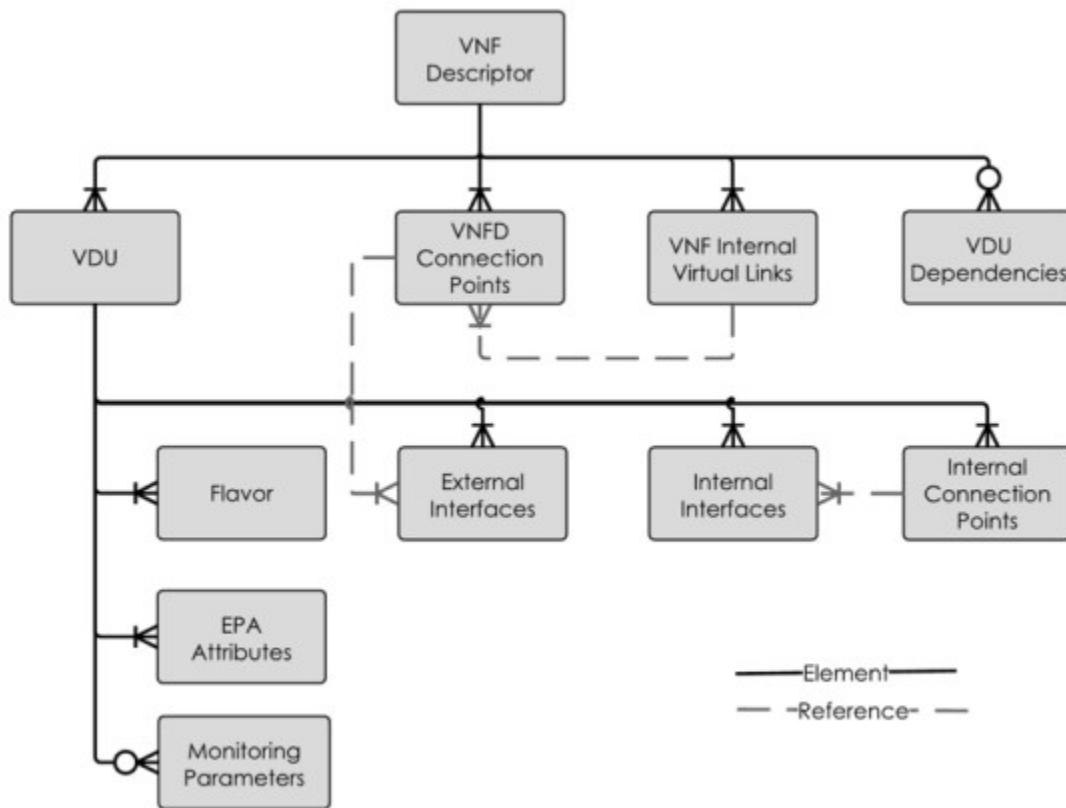 VNF
Descriptor
VDU
VNFD
Connection
Points
VNF Internal
Virtual Links
VDU
Dependencies
Flavor
External
Interfaces
Internal
Interfaces
Internal
Connection
Points
EPA
Attributes
Element
Reference
Monitoring
Parameters